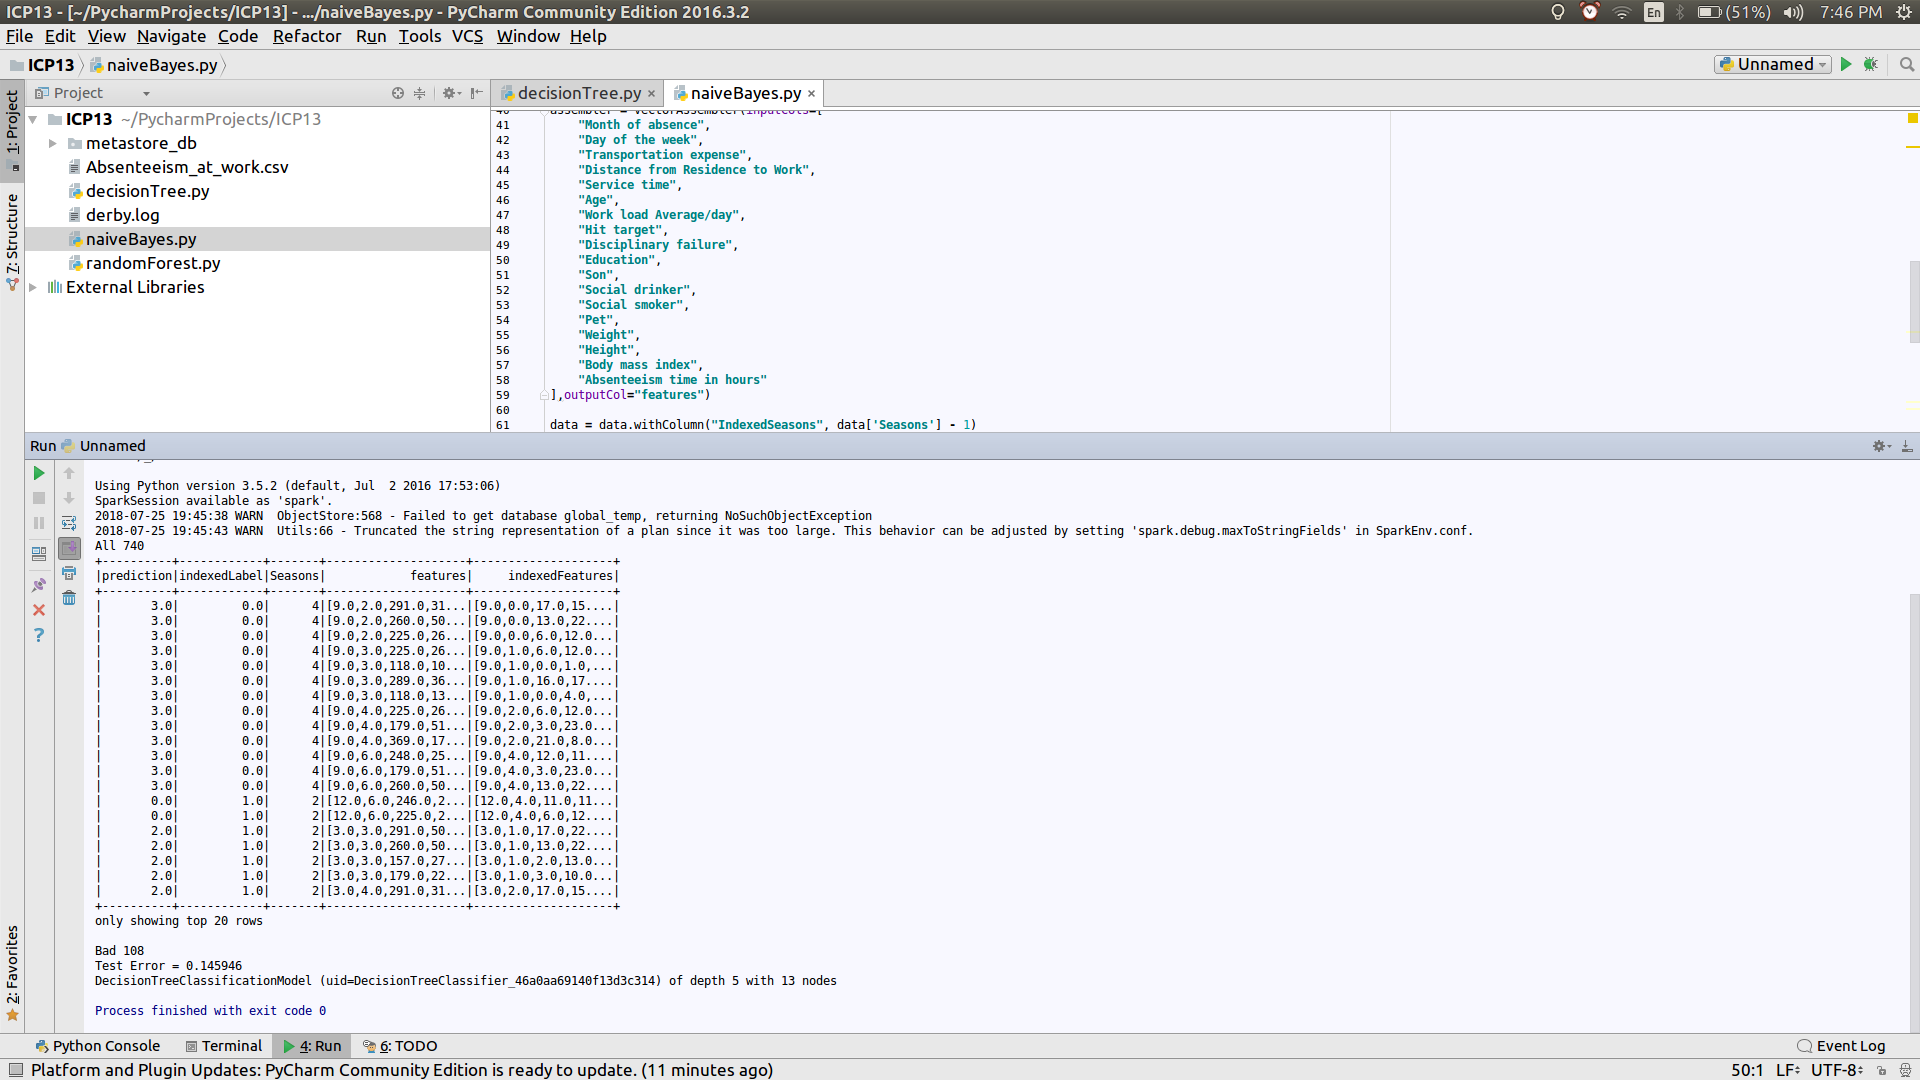 ICP13 - [~/PycharmProjects/ICP13] - .../naiveBayes.py - PyCharm Community Edition 2016.3.2
En
(51%)
7:46 PM
File Edit View Navigate Code Refactor Run Tools VCS Window Help
ICP13 naiveBayes.py
Unnamed
1: Project
7: Structure
2: Favorites
Project
decisionTree.py × naiveBayes.py ×
ICP13 ~/PycharmProjects/ICP13
metastore_db
Absenteeism_at_work.csv
decisionTree.py
derby.log
naiveBayes.py
randomForest.py
External Libraries
40 assembler = VectorAssembler(inputCols=[
41 "Month of absence",
42 "Day of the week",
43 "Transportation expense",
44 "Distance from Residence to Work",
45 "Service time",
46 "Age",
47 "Work load Average/day",
48 "Hit target",
49 "Disciplinary failure",
50 "Education",
51 "Son",
52 "Social drinker",
53 "Social smoker",
54 "Pet",
55 "Weight",
56 "Height",
57 "Body mass index",
58 "Absenteeism time in hours"
59 ],outputCol="features")
60
61 data = data.withColumn("IndexedSeasons", data['Seasons'] - 1)
Run Unnamed
Using Python version 3.5.2 (default, Jul  2 2016 17:53:06)
SparkSession available as 'spark'.
2018-07-25 19:45:38 WARN  ObjectStore:568 - Failed to get database global_temp, returning NoSuchObjectException
2018-07-25 19:45:43 WARN  Utils:66 - Truncated the string representation of a plan since it was too large. This behavior can be adjusted by setting 'spark.debug.maxToStringFields' in SparkEnv.conf.
All 740
+----------+------------+-------+--------------------+--------------------+
|prediction|indexedLabel|Seasons|            features|     indexedFeatures|
+----------+------------+-------+--------------------+--------------------+
|       3.0|         0.0|      4|[9.0,2.0,291.0,31...|[9.0,0.0,17.0,15....|
|       3.0|         0.0|      4|[9.0,2.0,260.0,50...|[9.0,0.0,13.0,22....|
|       3.0|         0.0|      4|[9.0,2.0,225.0,26...|[9.0,0.0,6.0,12.0...|
|       3.0|         0.0|      4|[9.0,3.0,225.0,26...|[9.0,1.0,6.0,12.0...|
|       3.0|         0.0|      4|[9.0,3.0,118.0,10...|[9.0,1.0,0.0,1.0,...|
|       3.0|         0.0|      4|[9.0,3.0,289.0,36...|[9.0,1.0,16.0,17....|
|       3.0|         0.0|      4|[9.0,3.0,118.0,13...|[9.0,1.0,0.0,4.0,...|
|       3.0|         0.0|      4|[9.0,4.0,225.0,26...|[9.0,2.0,6.0,12.0...|
|       3.0|         0.0|      4|[9.0,4.0,179.0,51...|[9.0,2.0,3.0,23.0...|
|       3.0|         0.0|      4|[9.0,4.0,369.0,17...|[9.0,2.0,21.0,8.0...|
|       3.0|         0.0|      4|[9.0,6.0,248.0,25...|[9.0,4.0,12.0,11....|
|       3.0|         0.0|      4|[9.0,6.0,179.0,51...|[9.0,4.0,3.0,23.0...|
|       3.0|         0.0|      4|[9.0,6.0,260.0,50...|[9.0,4.0,13.0,22....|
|       0.0|         1.0|      2|[12.0,6.0,246.0,2...|[12.0,4.0,11.0,11...|
|       0.0|         1.0|      2|[12.0,6.0,225.0,2...|[12.0,4.0,6.0,12....|
|       2.0|         1.0|      2|[3.0,3.0,291.0,50...|[3.0,1.0,17.0,22....|
|       2.0|         1.0|      2|[3.0,3.0,260.0,50...|[3.0,1.0,13.0,22....|
|       2.0|         1.0|      2|[3.0,3.0,157.0,27...|[3.0,1.0,2.0,13.0...|
|       2.0|         1.0|      2|[3.0,3.0,179.0,22...|[3.0,1.0,3.0,10.0...|
|       2.0|         1.0|      2|[3.0,4.0,291.0,31...|[3.0,2.0,17.0,15....|
+----------+------------+-------+--------------------+--------------------+
only showing top 20 rows
Bad 108
Test Error = 0.145946
DecisionTreeClassificationModel (uid=DecisionTreeClassifier_46a0aa69140f13d3c314) of depth 5 with 13 nodes
Process finished with exit code 0
Python Console Terminal 4: Run 6: TODO Event Log
Platform and Plugin Updates: PyCharm Community Edition is ready to update. (11 minutes ago)
50:1 LF÷ UTF-8÷